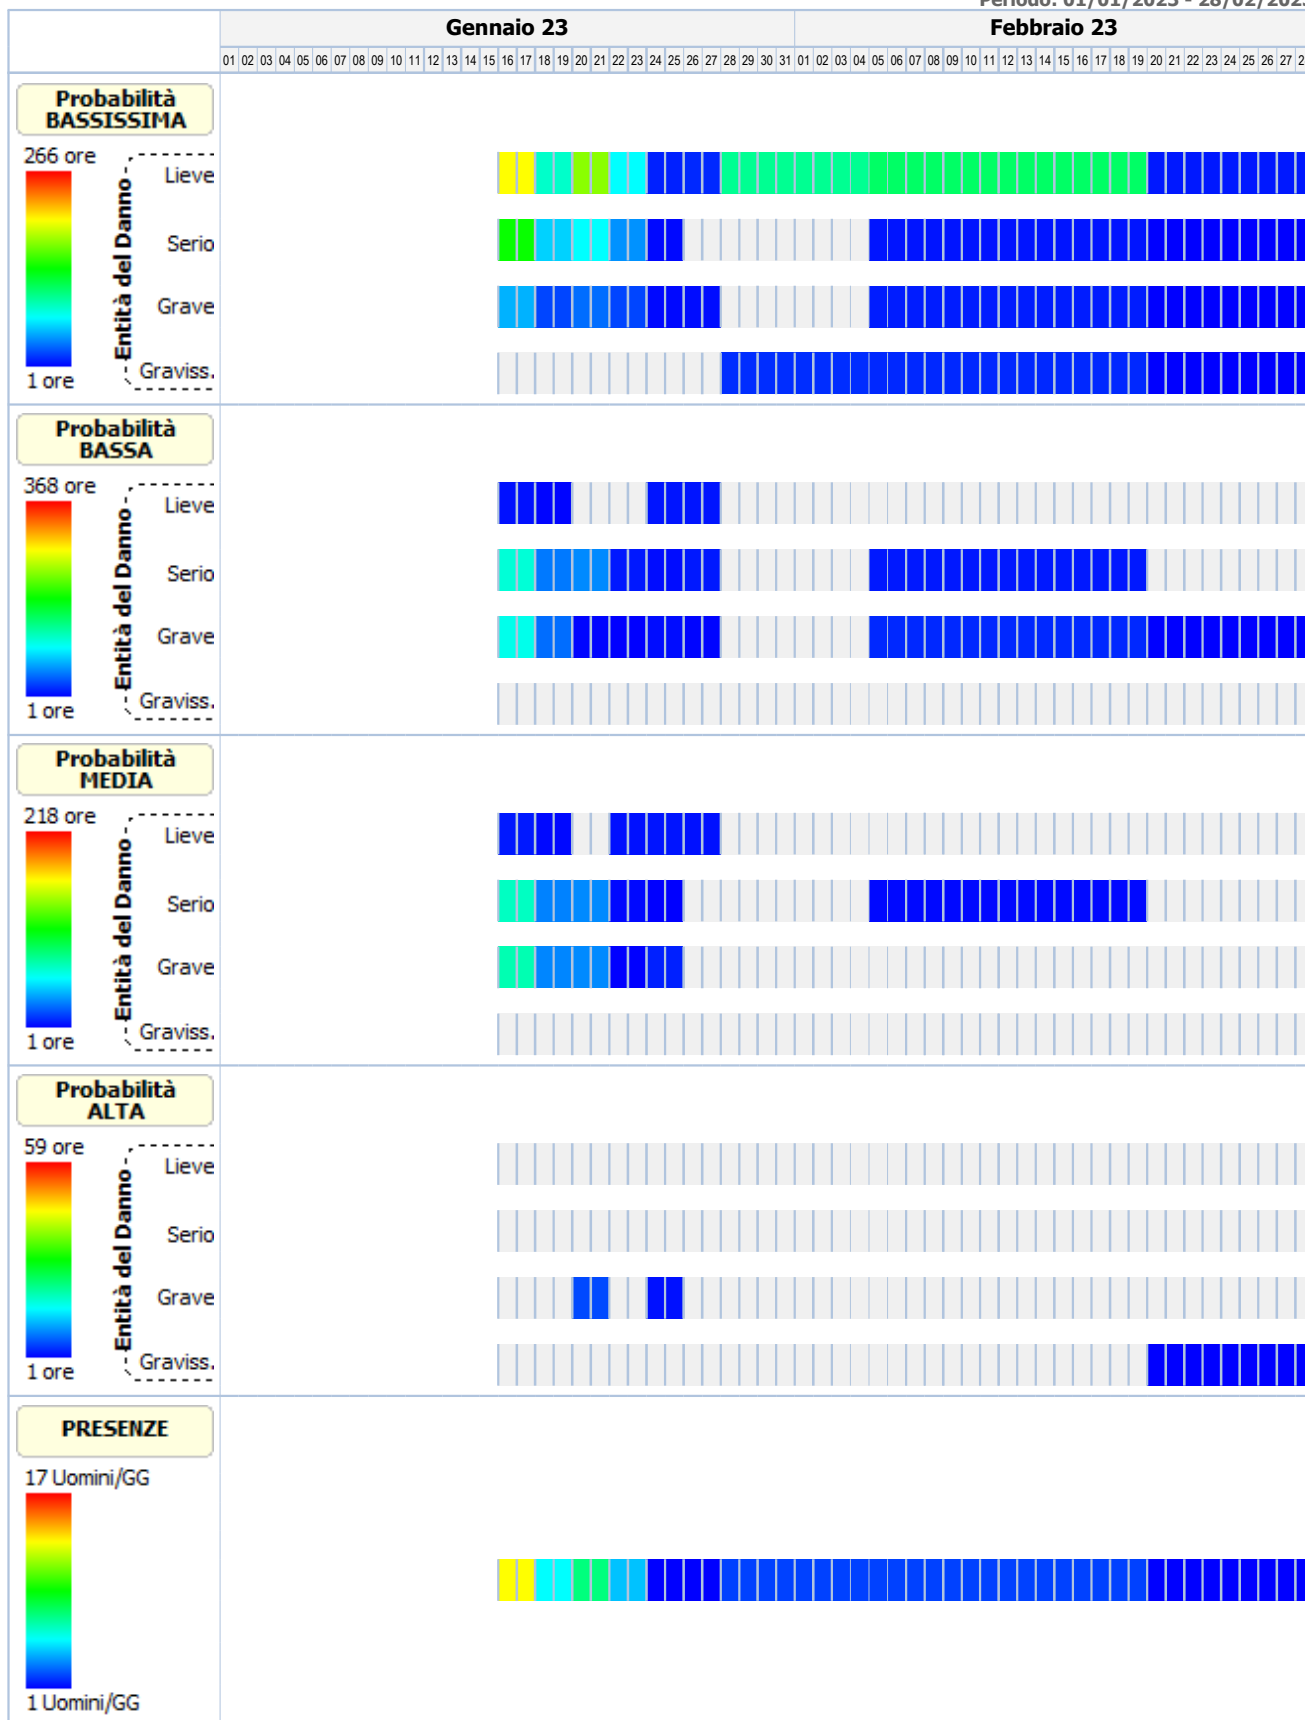 Periodo: 01/01/2023 - 28/02/2023
Gennaio 23 Febbraio 23
01 02 03 04 05 06 07 08 09 10 11 12 13 14 15 16 17 18 19 20 21 22 23 24 25 26 27 28 29 30 31 01 02 03 04 05 06 07 08 09 10 11 12 13 14 15 16 17 18 19 20 21 22 23 24 25 26 27
Probabilità
BASSISSIMA
266 ore
Entità del Danno
Lieve
Serio
Grave
Graviss.
1 ore
Probabilità
BASSA
368 ore
Entità del Danno
Lieve
Serio
Grave
Graviss.
1 ore
Probabilità
MEDIA
218 ore
Entità del Danno
Lieve
Serio
Grave
Graviss.
1 ore
Probabilità
ALTA
59 ore
Entità del Danno
Lieve
Serio
Grave
Graviss.
1 ore
PRESENZE
17 Uomini/GG
1 Uomini/GG